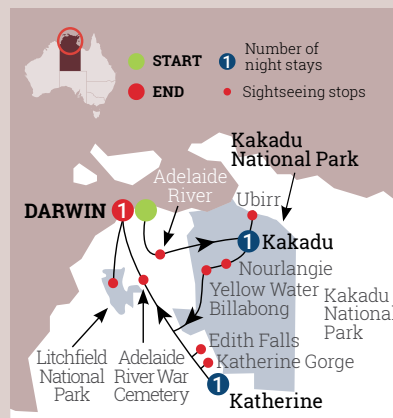 START
END
1
Number of
night stays
Sightseeing stops
Kakadu
National Park
Adelaide
River
Ubirr
DARWIN
1
1
Kakadu
Nourlangie
Yellow Water
Billabong
Kakadu
National
Park
Edith Falls
Katherine Gorge
Litchfield
National
Park
Adelaide
River War
Cemetery
1
Katherine